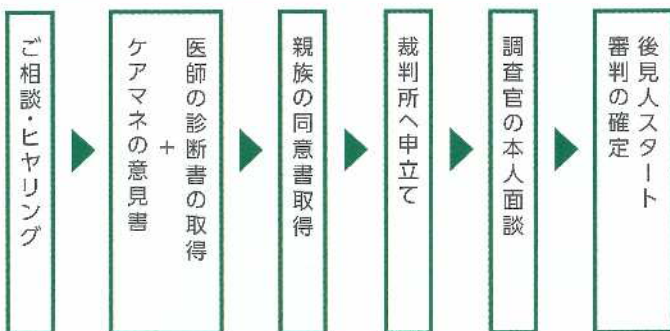 ご相談・ヒヤリング
医師の診断書の取得
+
ケアマネの意見書
親族の同意書取得
裁判所へ申立て
調査官の本人面談
後見人スタート
審判の確定